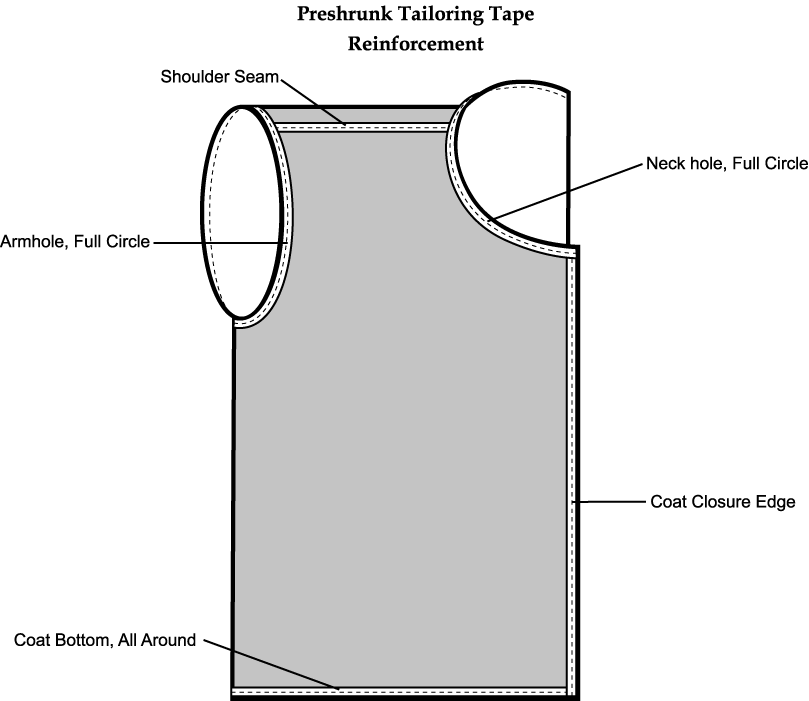 Preshrunk Tailoring Tape
Reinforcement
Shoulder Seam
Neck hole, Full Circle
Armhole, Full Circle
Coat Closure Edge
Coat Bottom, All Around